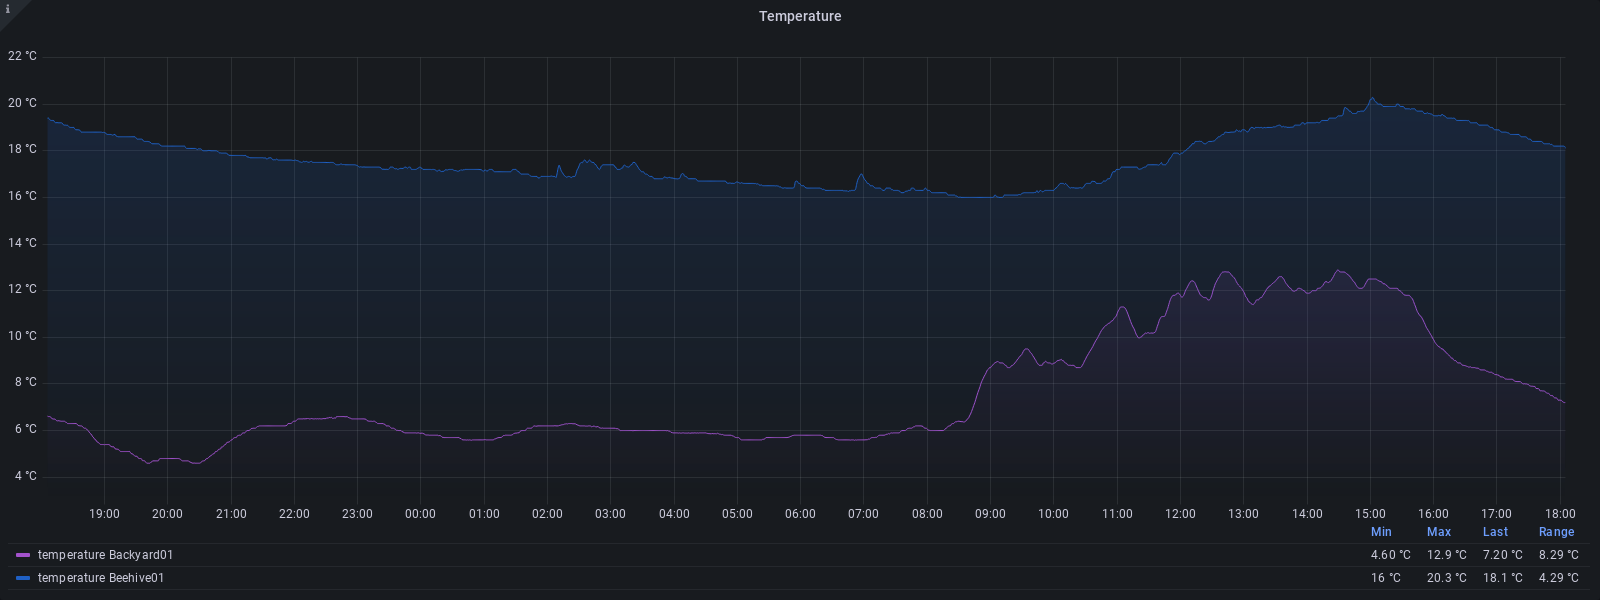 i
Temperature
22 °C
20 °C
18 °C
16 °C
14 °C
12 °C
10 °C
8 °C
6 °C
4 °C
19:00 20:00 21:00 22:00 23:00 00:00 01:00 02:00 03:00 04:00 05:00 06:00 07:00 08:00 09:00 10:00 11:00 12:00 13:00 14:00 15:00 16:00 17:00 18:00
Min Max Last Range
temperature Backyard01 4.60 °C 12.9 °C 7.20 °C 8.29 °C
temperature Beehive01 16 °C 20.3 °C 18.1 °C 4.29 °C